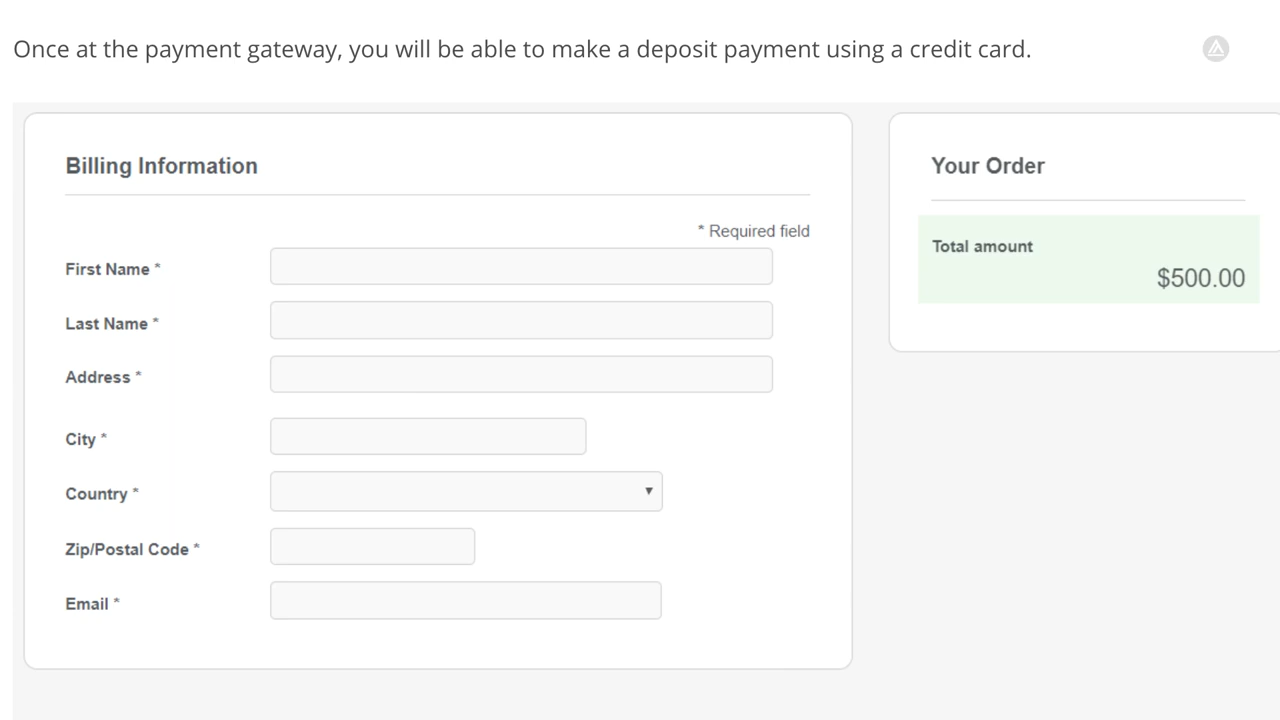 Once at the payment gateway, you will be able to make a deposit payment using a credit card.
Billing Information
* Required field
First Name *
Last Name *
Address *
City *
Country *
Zip/Postal Code *
Email *
Your Order
Total amount
$500.00